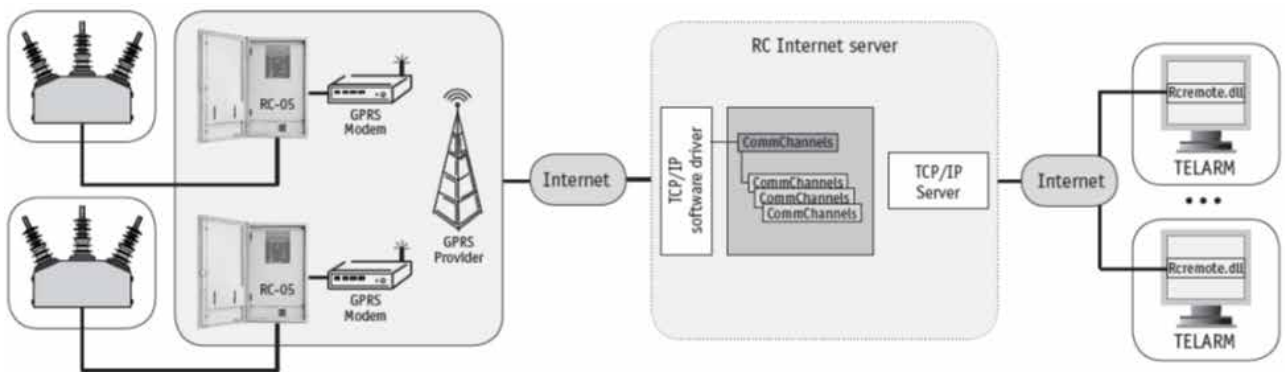 RC-05
GPRS
Modem
RC-05
GPRS
Modem
GPRS
Provider
Internet
RC Internet server
TCP/IP
software driver
CommChannels
CommChannels
CommChannels
CommChannels
TCP/IP
Server
Internet
Rcremote.dll
TELARM
Rcremote.dll
TELARM